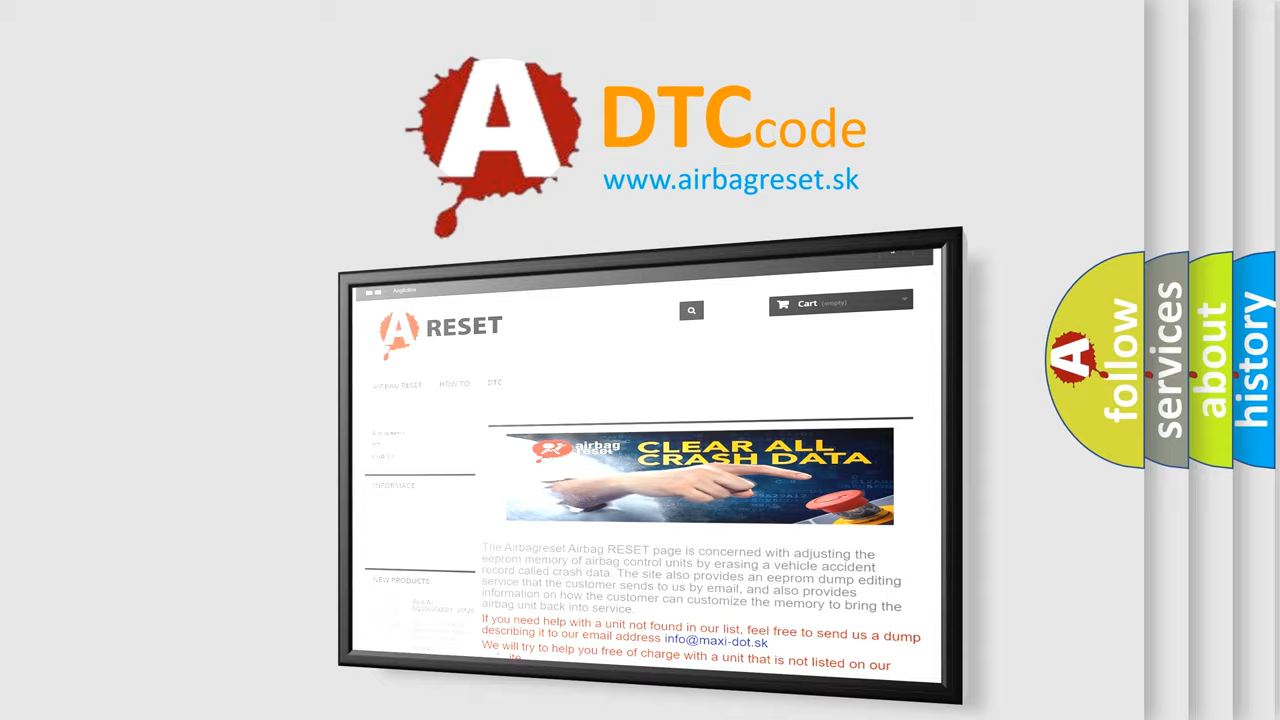 A
DTCcode
www.airbagreset.sk
Angličtina
A RESET
Cart (empty)
AIRBAG RESET HOW TO DTC
INFORMACE
airbag
reset
CLEAR ALL
CRASH DATA
NEW PRODUCTS
The Airbagreset Airbag RESET page is concerned with adjusting the
eeprom memory of airbag control units by erasing a vehicle accident
record called crash data. The site also provides an eeprom dump editing
service that the customer sends to us by email, and also provides
information on how the customer can customize the memory to bring the
airbag unit back into service.
If you need help with a unit not found in our list, feel free to send us a dump
describing it to our email address info@maxi-dot.sk
We will try to help you free of charge with a unit that is not listed on our
A
follow
services
about
history